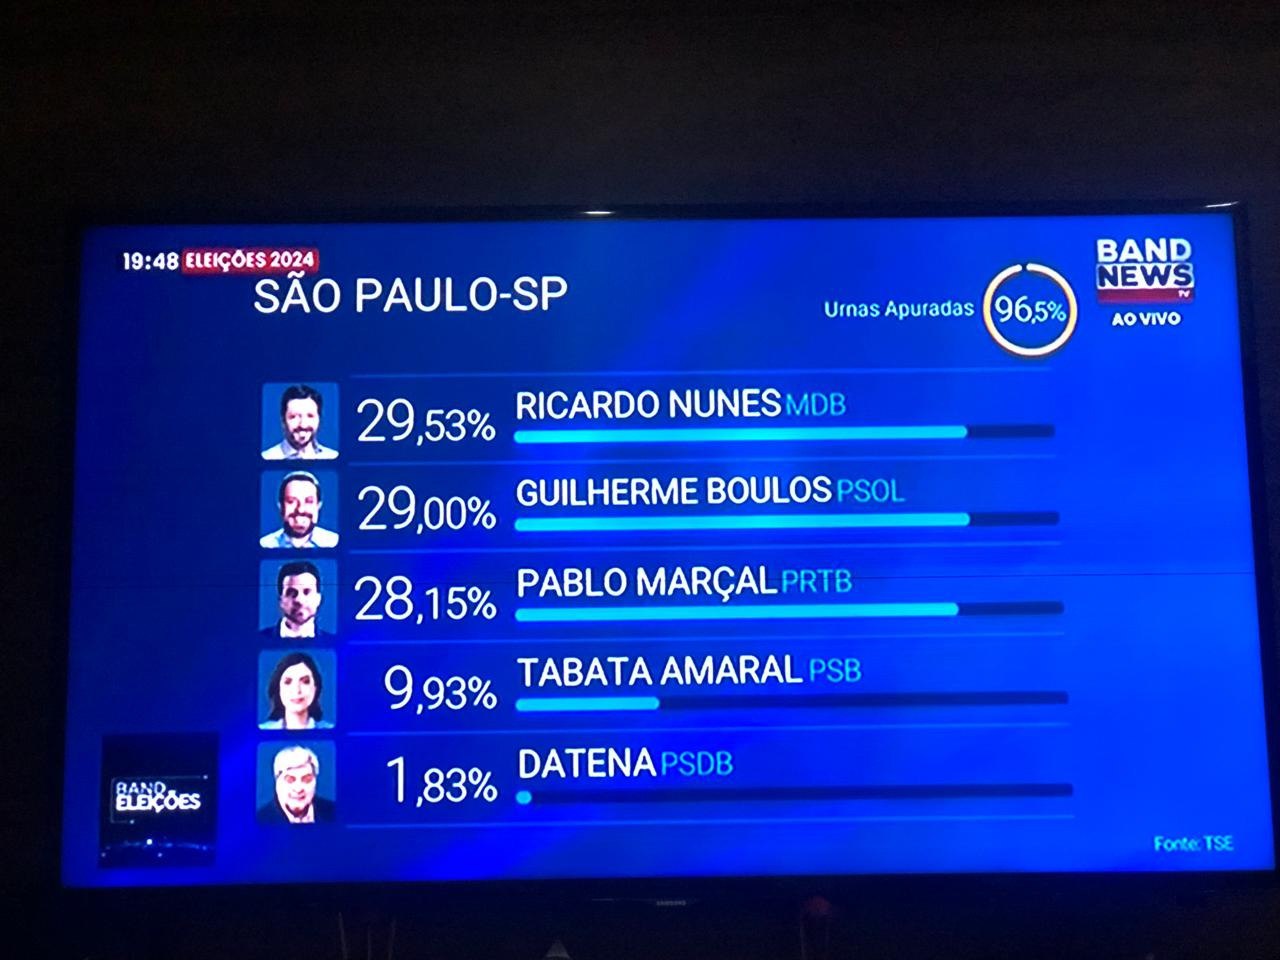 19:48 ELEIÇÕES 2024
SÃO PAULO-SP
Urnas Apuradas 96,5%
BAND
NEWS
TV
AO VIVO
29,53% RICARDO NUNES MDB
29,00% GUILHERME BOULOS PSOL
28,15% PABLO MARÇAL PRTB
9,93% TABATA AMARAL PSB
1,83% DATENA PSDB
BAND
ELEIÇÕES
Fonte: TSE
SAMSUNG